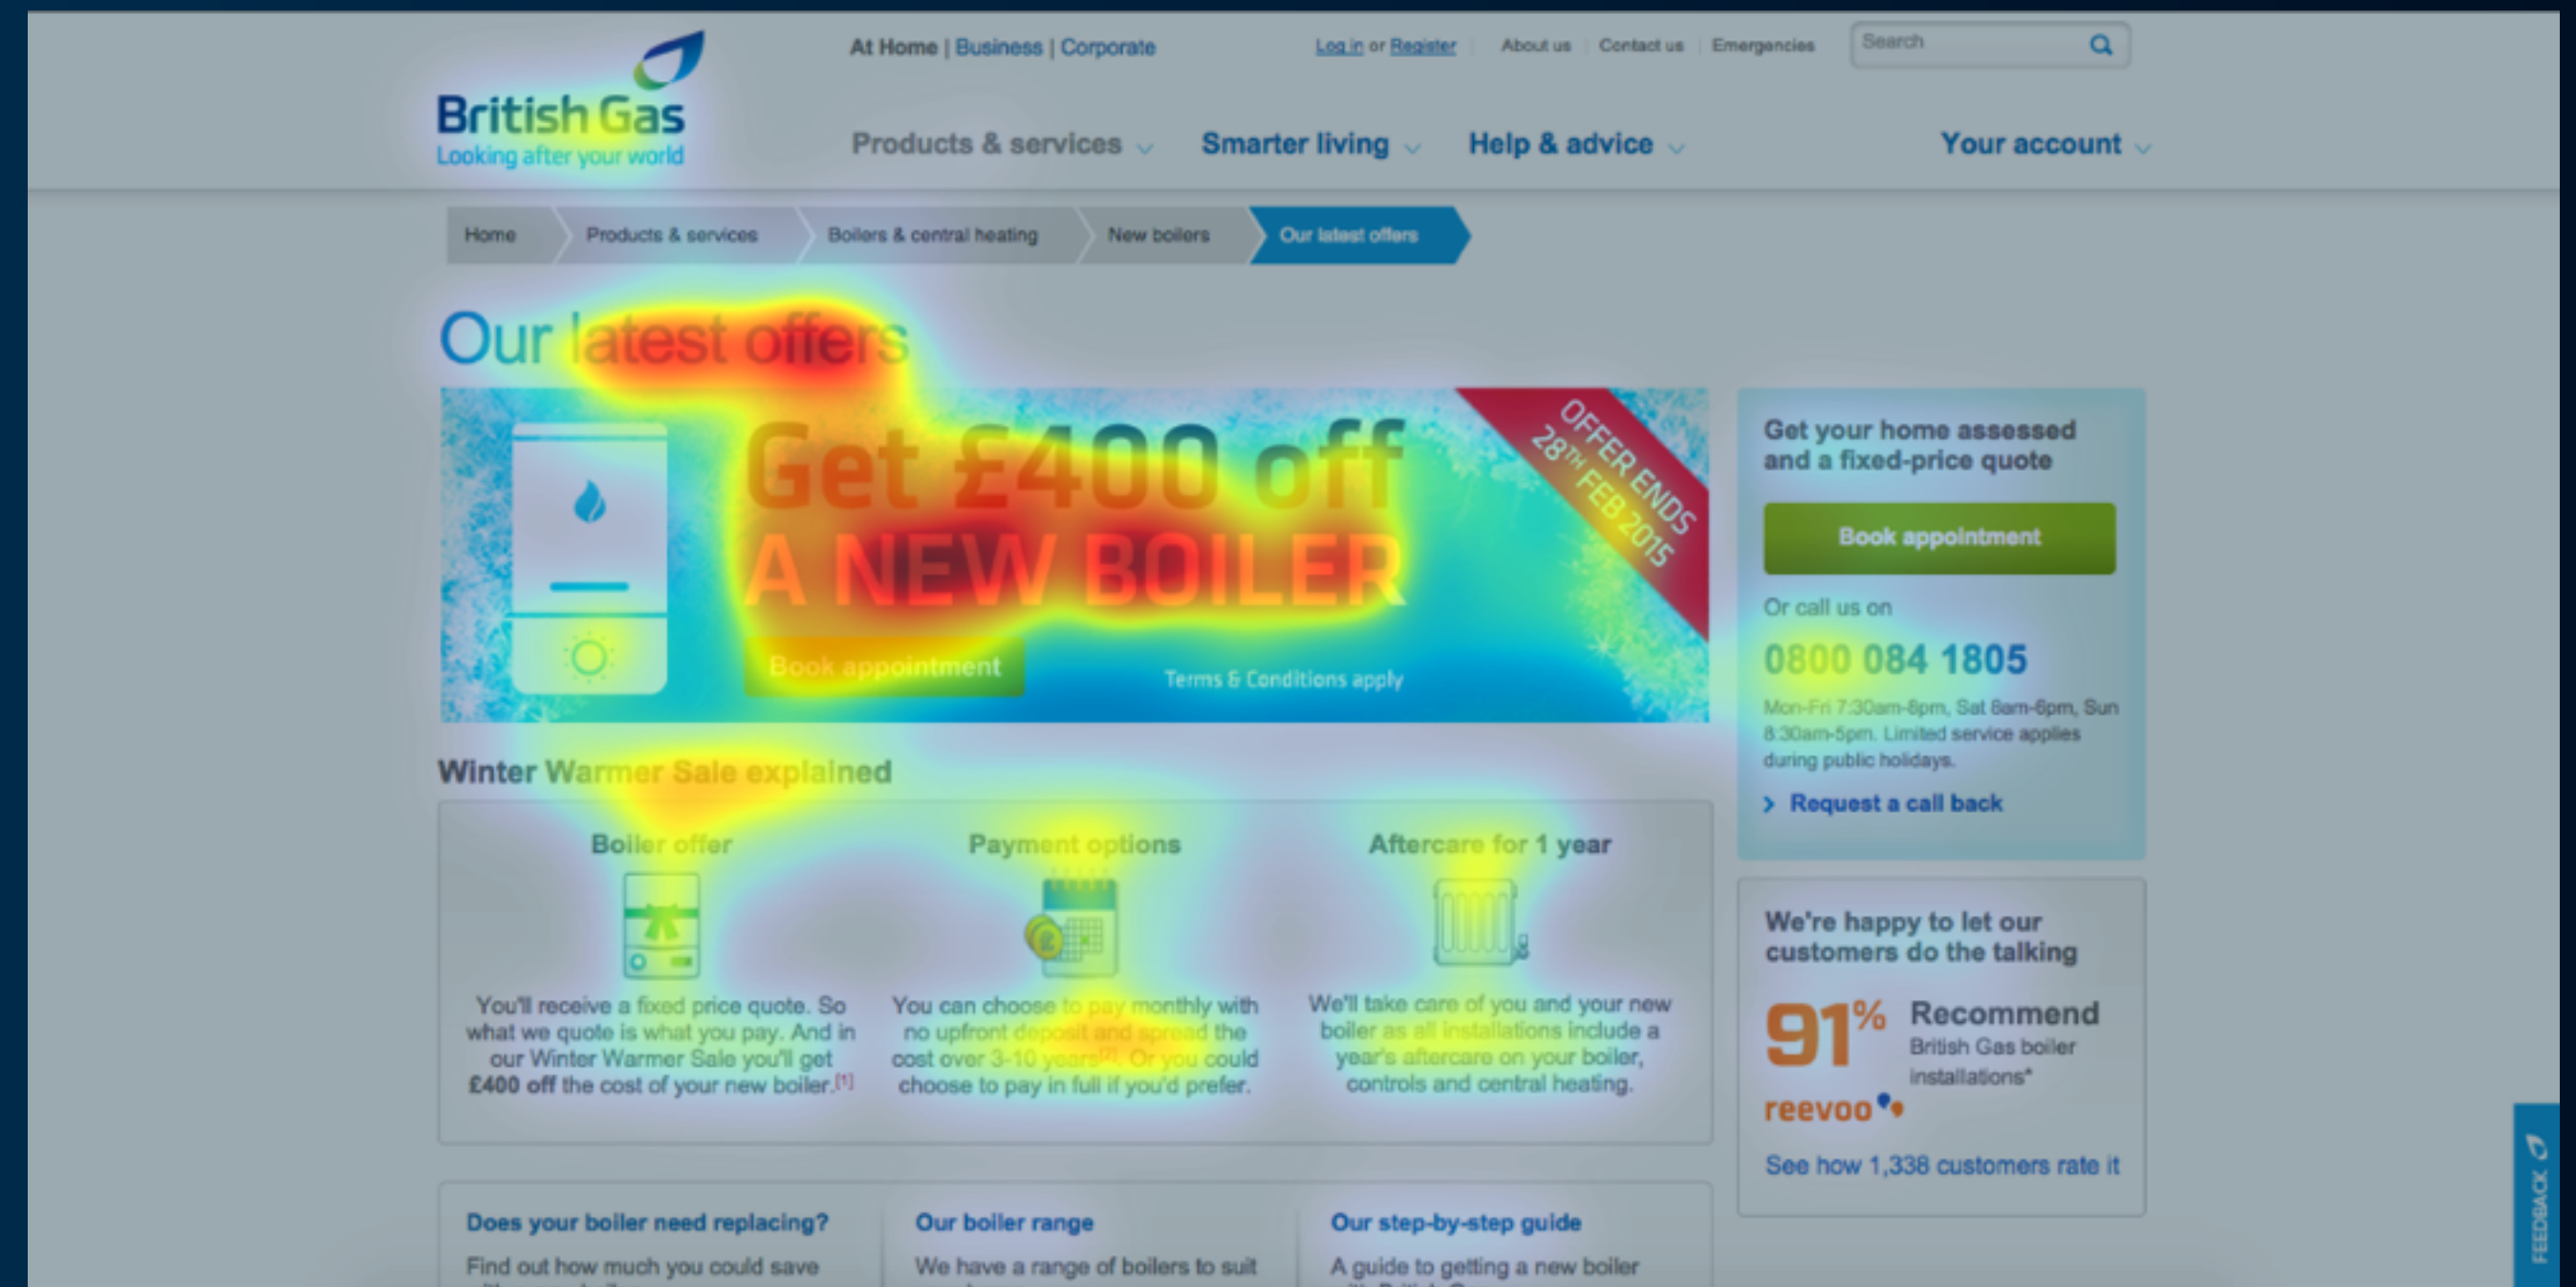 At Home | Business | Corporate
Log in or Register
About us
Contact us
Emergencies
Search
British Gas
Looking after your world
Products & services
Smarter living
Help & advice
Your account
Home
Products & services
Boilers & central heating
New boilers
Our latest offers
Our latest offers
Get £400 off
A NEW BOILER
Book appointment
Terms & Conditions apply
OFFER ENDS
28TH FEB 2015
Get your home assessed
and a fixed-price quote
Book appointment
Or call us on
0800 084 1805
Mon-Fri 7:30am-8pm, Sat 8am-6pm, Sun
8:30am-5pm. Limited service applies
during public holidays.
Request a call back
Winter Warmer Sale explained
Boiler offer
You'll receive a fixed price quote. So
what we quote is what you pay. And in
our Winter Warmer Sale you'll get
£400 off the cost of your new boiler.[1]
Payment options
You can choose to pay monthly with
no upfront deposit and spread the
cost over 3-10 years[2]. Or you could
choose to pay in full if you'd prefer.
Aftercare for 1 year
We'll take care of you and your new
boiler as all installations include a
year's aftercare on your boiler,
controls and central heating.
We're happy to let our
customers do the talking
91%
Recommend
British Gas boiler
installations*
reevoo
See how 1,338 customers rate it
Does your boiler need replacing?
Find out how much you could save
Our boiler range
We have a range of boilers to suit
Our step-by-step guide
A guide to getting a new boiler
FEEDBACK